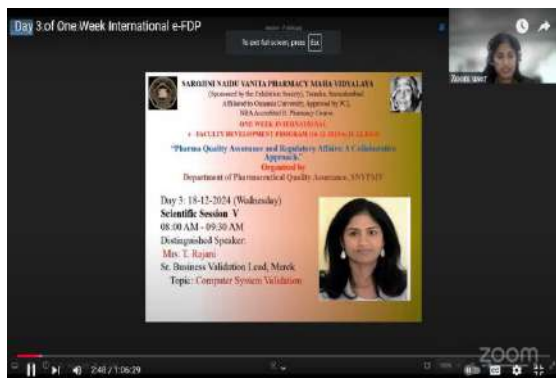 Day 3 of One Week International e-FDP
To exit full screen, press Esc
Zoom user
SAROJINI NAIDU VANITA PHARMACY MAHA-VIDYALAYA
(Sponsored by the Exhibition Society), Tarnaka, Secunderabad
Affiliated to Osmania University, Approved by PCI,
NBA Accredited B. Pharmacy Course
ONE WEEK INTERNATIONAL
e - FACULTY DEVELOPMENT PROGRAM
"Pharma Quality Assurance and Regulatory Affairs: A Collaborative
Approach."
Organized by
Department of Pharmaceutical Quality Assurance, SNVPMV
Day 3: 18-12-2024 (Wednesday)
Scientific Session V
08:00 AM - 09:30 AM
Distinguished Speaker:
Mrs. T. Rajani
Sr. Business Validation Lead, Merck
Topic: Computer System Validation
zoom
2:48 / 1:06:29